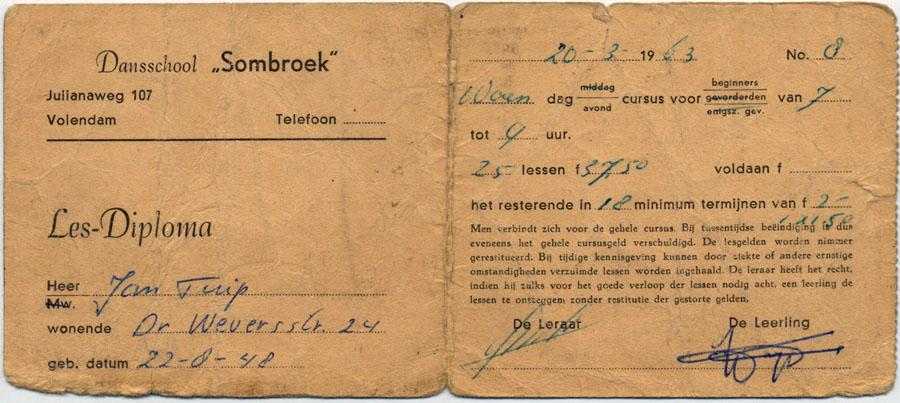 Dansschool „Sombroek"
Julianaweg 107
Volendam Telefoon
Les-Diploma
Heer Jan Tuip
Mw.
wonende Dr Weversstr. 24
geb. datum 22-8-48
20-3-1963 No. 8
Woen dag middag avond cursus voor beginners gevorderden enigsz. gev. van 7
tot 9 uur.
25 lessen f 37,50 voldaan f
het resterende in 18 minimum termijnen van f 2-
Men verbindt zich voor de gehele cursus. Bij tussentijdse beëindiging is dus
eveneens het gehele cursusgeld verschuldigd. De lesgelden worden nimmer
gerestitueerd. Bij tijdige kennisgeving kunnen door ziekte of andere ernstige
omstandigheden verzuimde lessen worden ingehaald. De leraar heeft het recht,
indien hij zulks voor het goede verloop der lessen nodig acht, een leerling de
lessen te ontzeggen zonder restitutie der gestorte gelden.
De Leraar De Leerling